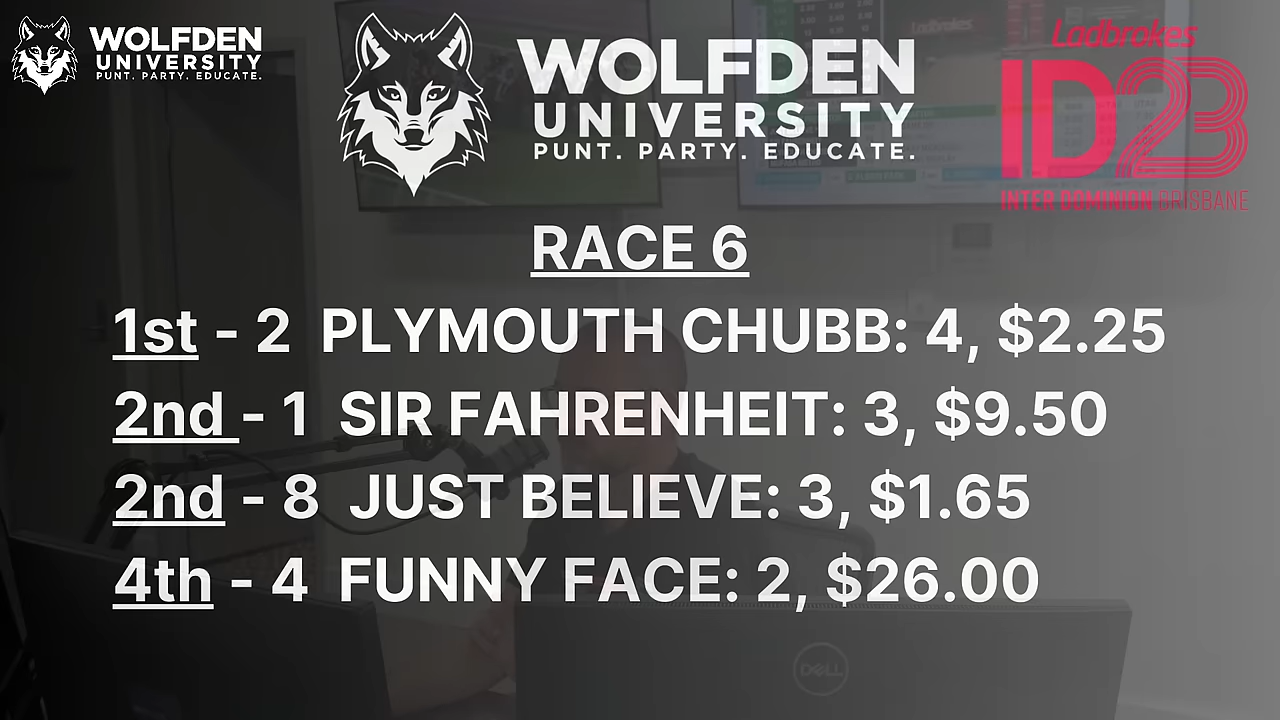 WOLFDEN
UNIVERSITY
PUNT. PARTY. EDUCATE.
WOLFDEN
UNIVERSITY
PUNT. PARTY. EDUCATE.
Ladbrokes
Ladbrokes
ID23
INTER DOMINION BRISBANE
RACE 6
1st - 2 PLYMOUTH CHUBB: 4, $2.25
2nd - 1 SIR FAHRENHEIT: 3, $9.50
2nd - 8 JUST BELIEVE: 3, $1.65
4th - 4 FUNNY FACE: 2, $26.00
DELL